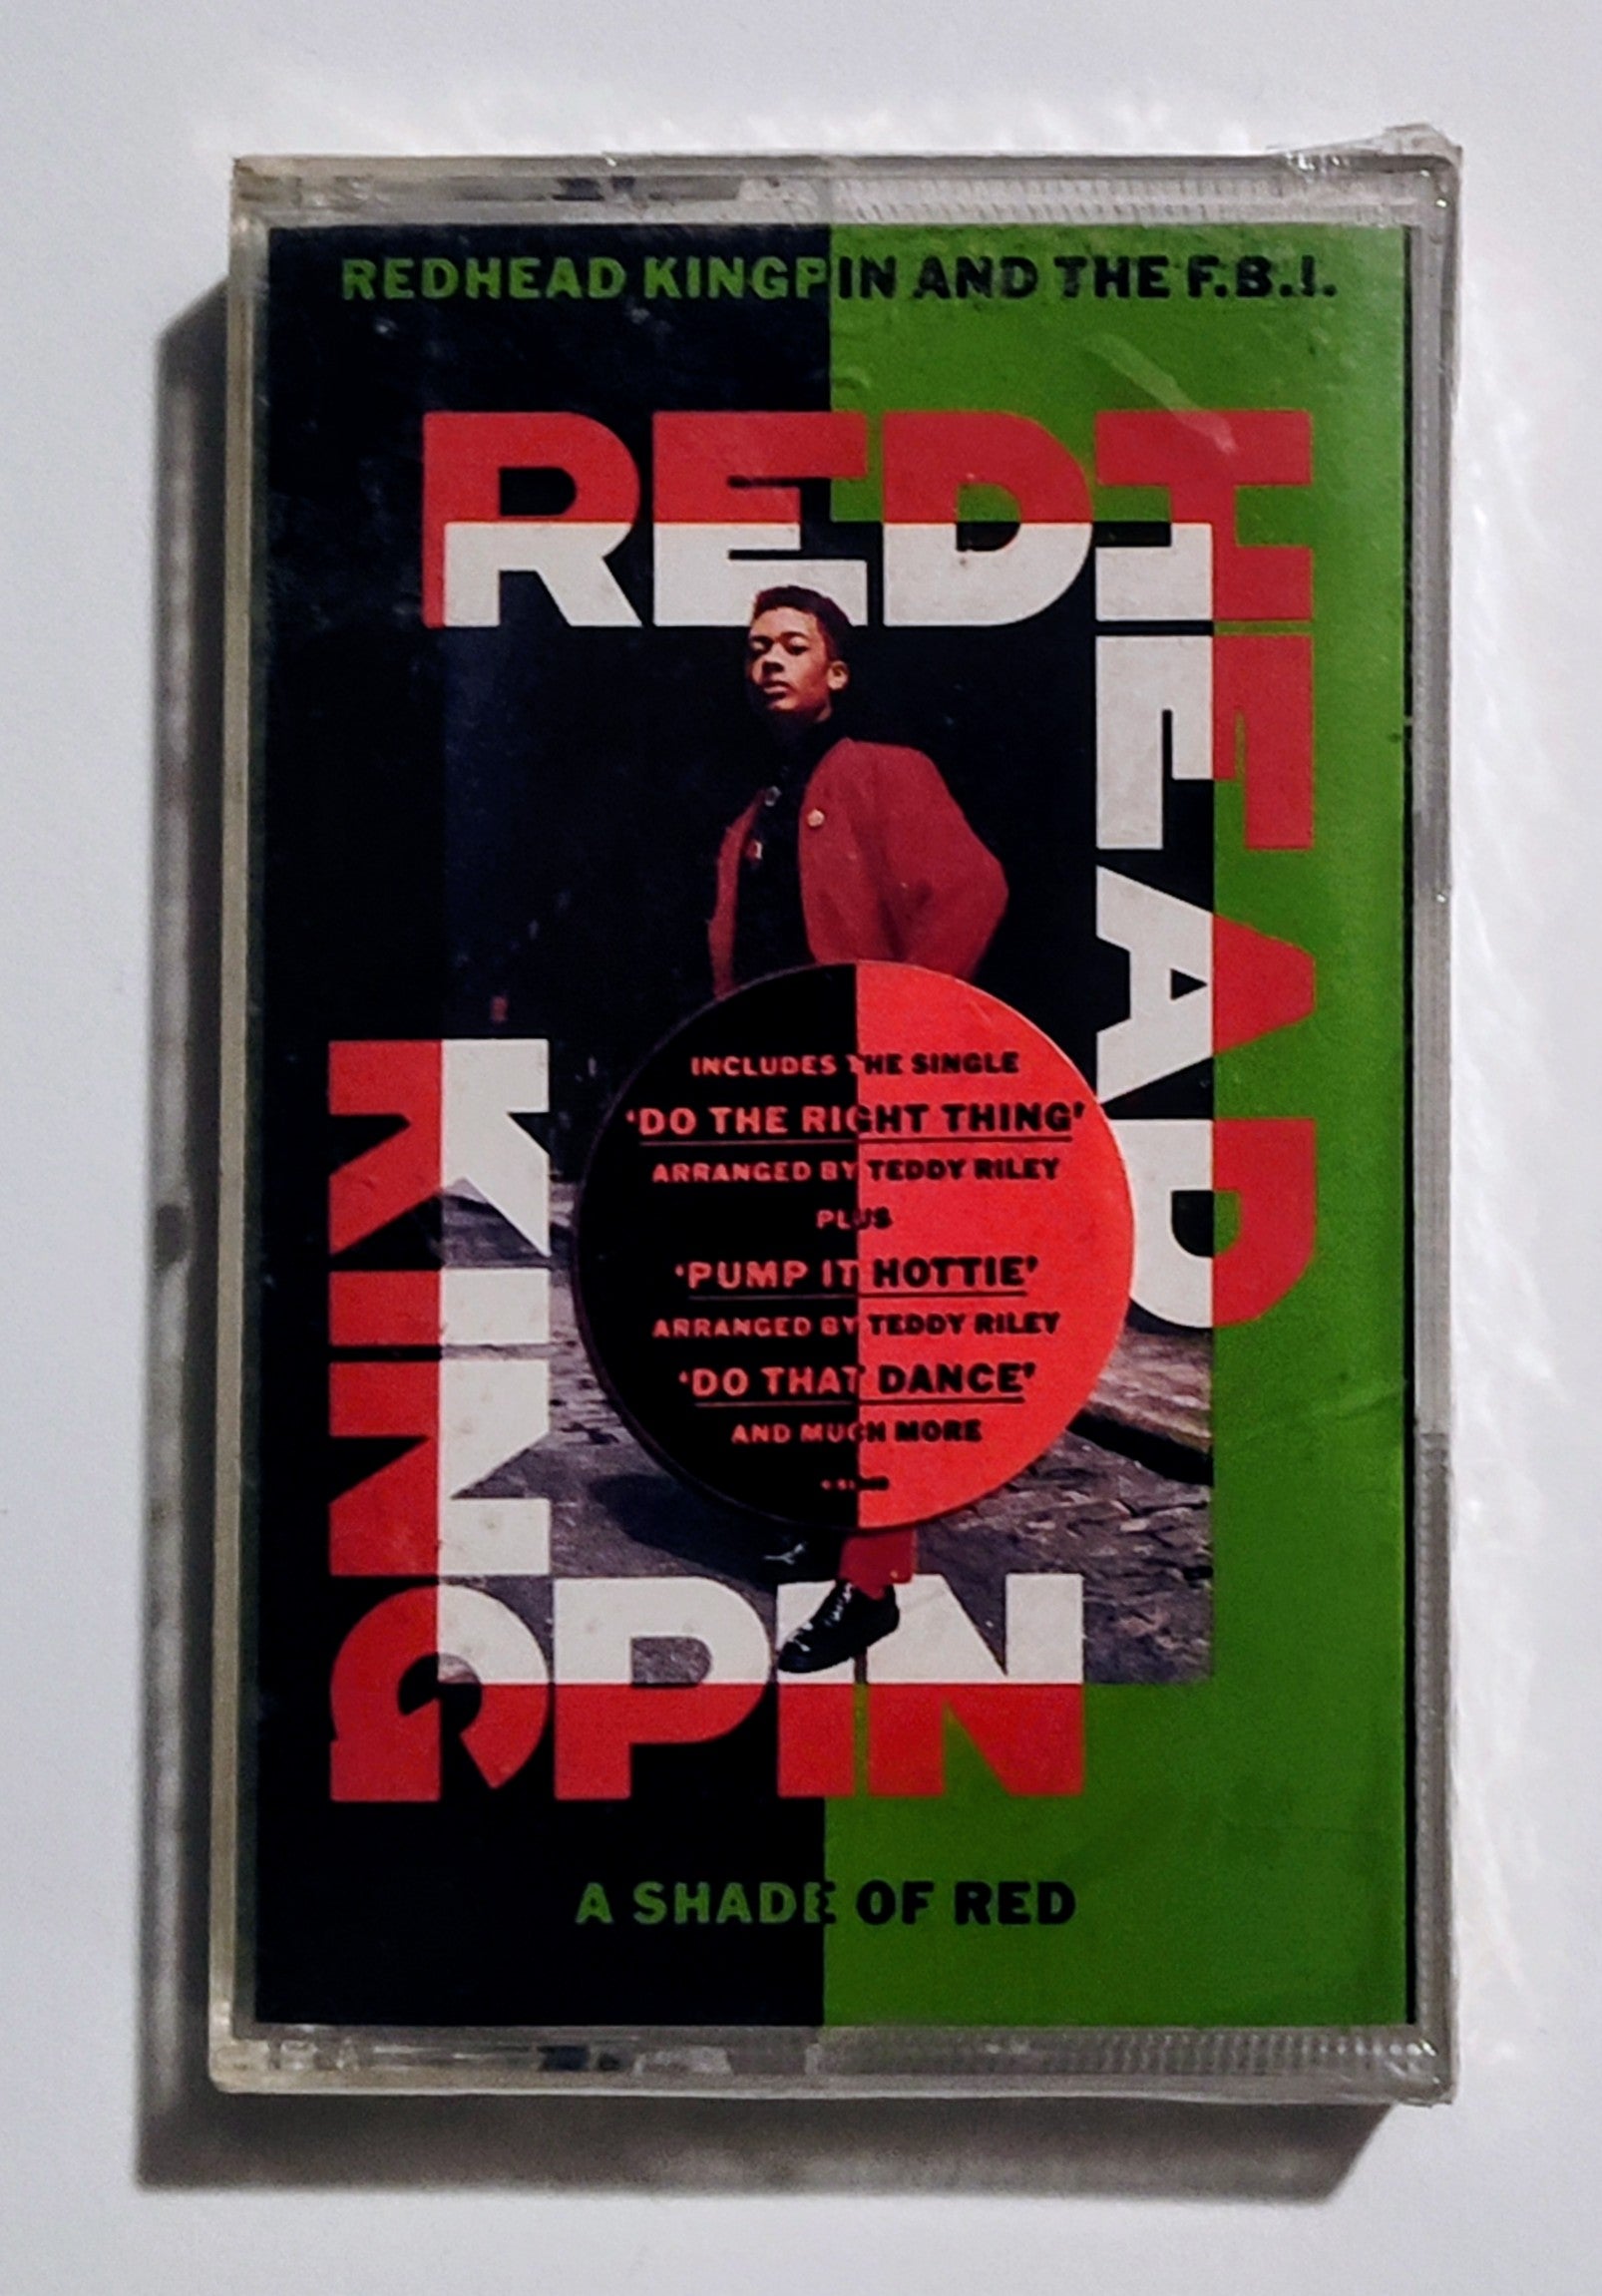 REDHEAD KINGPIN AND THE F.B.I.
REDHEAD
KINGPIN
INCLUDES THE SINGLE
'DO THE RIGHT THING'
ARRANGED BY TEDDY RILEY
PLUS
'PUMP IT HOTTIE'
ARRANGED BY TEDDY RILEY
'DO THAT DANCE'
AND MUCH MORE
A SHADE OF RED